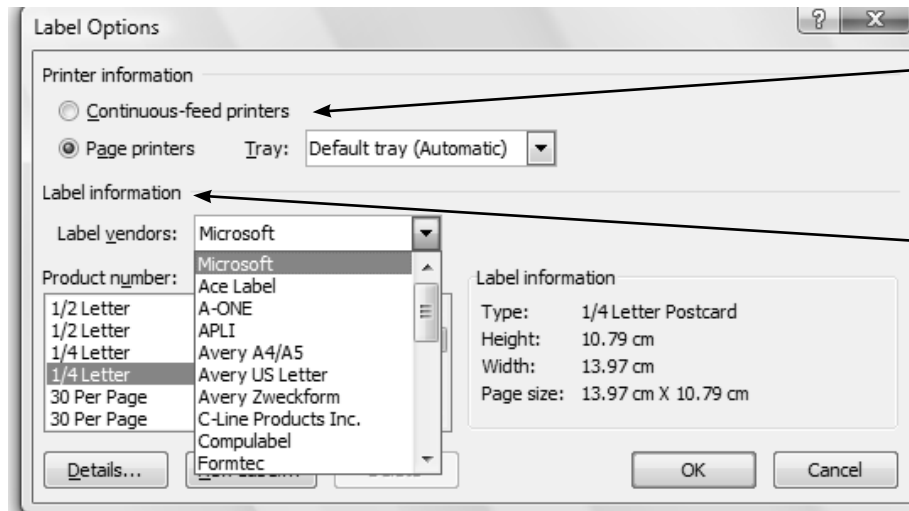 Label Options
Printer information
Continuous-feed printers
Page printers Tray: Default tray (Automatic)
Label information
Label vendors: Microsoft
Product number:
1/2 Letter
1/2 Letter
1/4 Letter
1/4 Letter
30 Per Page
30 Per Page
Microsoft
Ace Label
A-ONE
APLI
Avery A4/A5
Avery US Letter
Avery Zweckform
C-Line Products Inc.
Compulabel
Formtec
Label information
Type: 1/4 Letter Postcard
Height: 10.79 cm
Width: 13.97 cm
Page size: 13.97 cm X 10.79 cm
Details...
OK Cancel